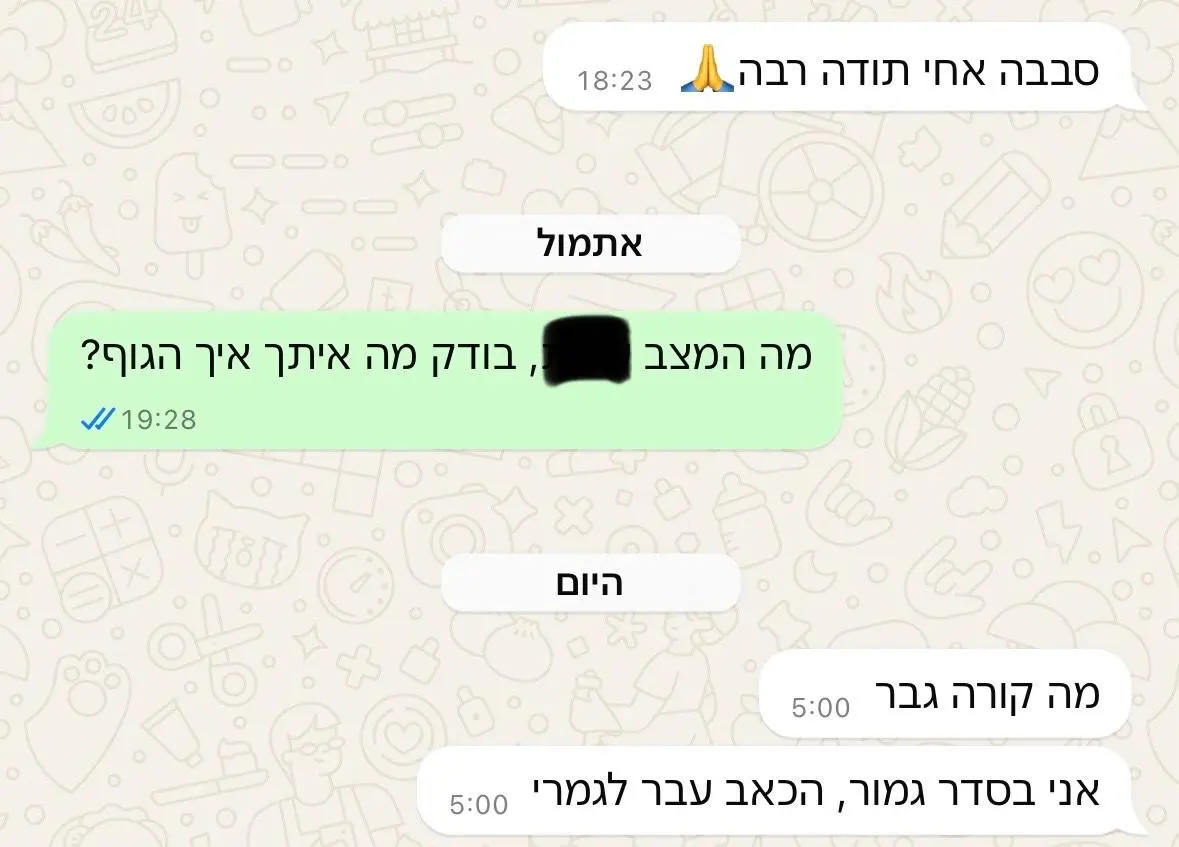 סבבה אחי תודה רבה🙏
18:23
אתמול
מה המצב , בודק מה איתך איך הגוף?
19:28
היום
מה קורה גבר
5:00
אני בסדר גמור, הכאב עבר לגמרי
5:00